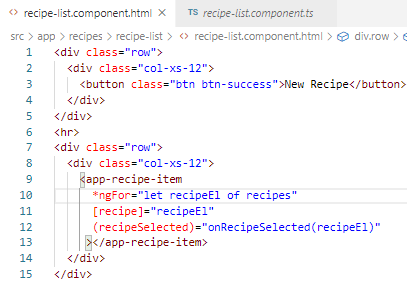 recipe-list.component.html × recipe-list.component.ts
src > app > recipes > recipe-list > recipe-list.component.html > div.row >
1 <div class="row">
2   <div class="col-xs-12">
3     <button class="btn btn-success">New Recipe</button>
4   </div>
5 </div>
6 <hr>
7 <div class="row">
8   <div class="col-xs-12">
9     <app-recipe-item
10       *ngFor="let recipeEl of recipes"
11       [recipe]="recipeEl"
12       (recipeSelected)="onRecipeSelected(recipeEl)"
13      ></app-recipe-item>
14   </div>
15 </div>